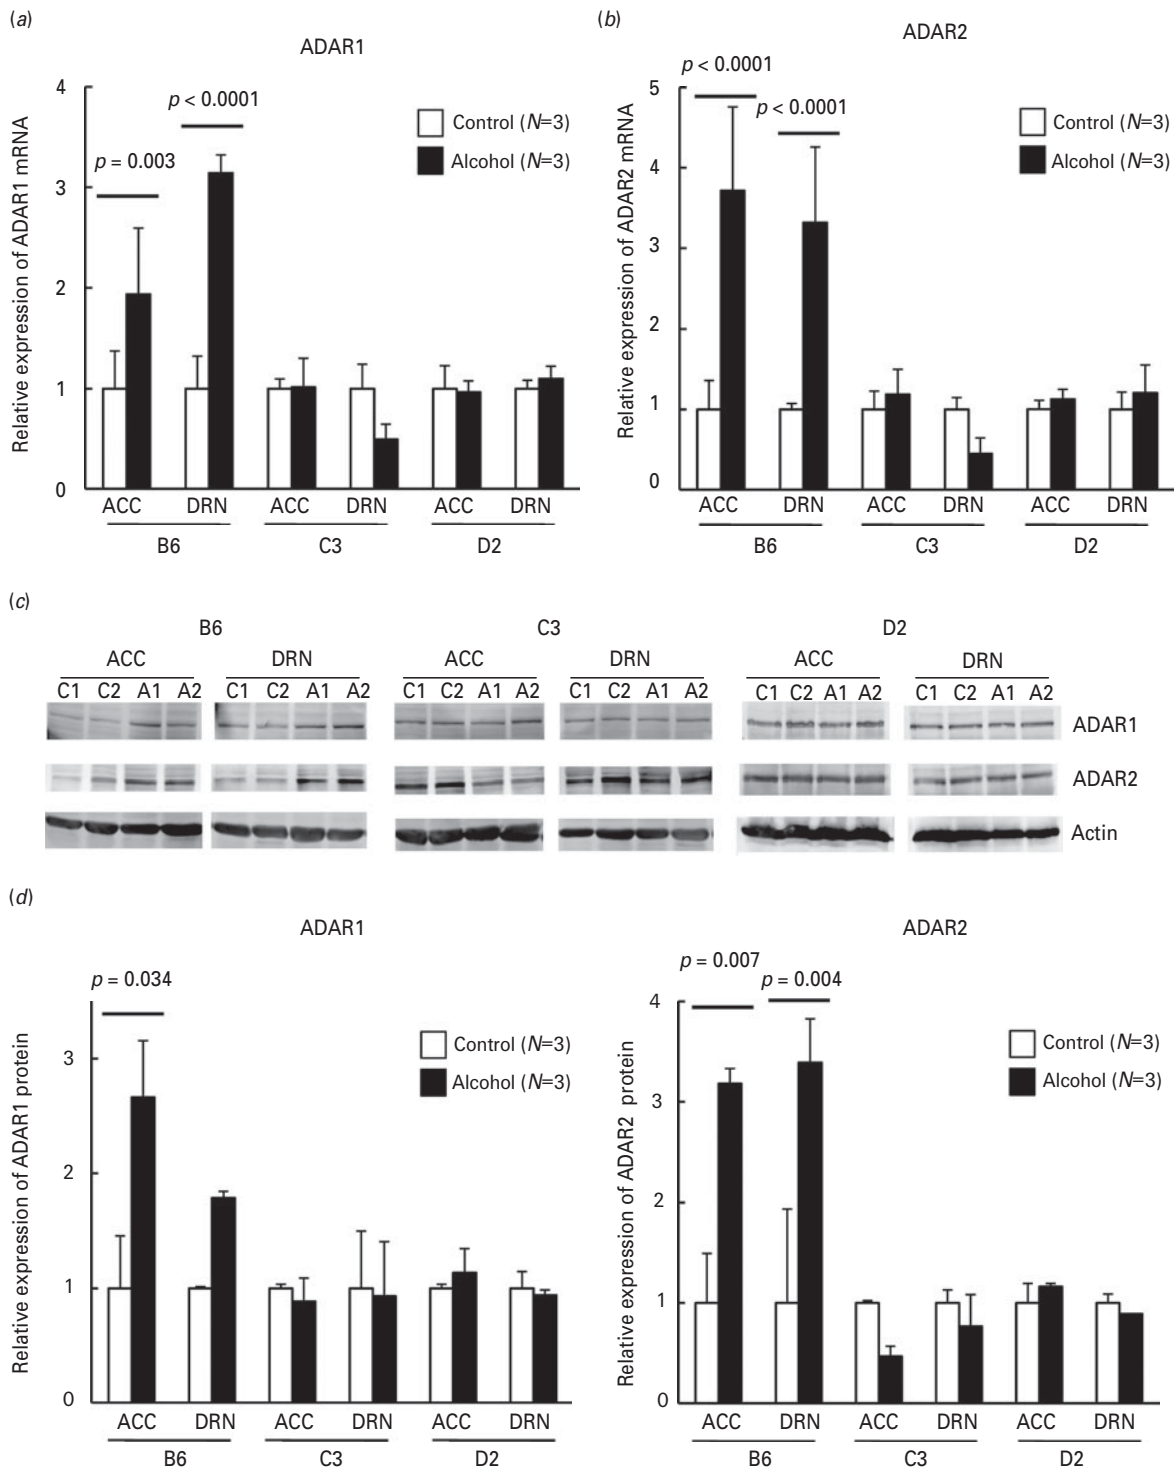 (a)
ADAR1
4
3
2
1
0
Relative expression of ADAR1 mRNA
p = 0.003
p < 0.0001
Control (N=3)
Alcohol (N=3)
ACC DRN ACC DRN ACC DRN
B6 C3 D2
(b)
ADAR2
5
4
3
2
1
0
Relative expression of ADAR2 mRNA
p < 0.0001
p < 0.0001
Control (N=3)
Alcohol (N=3)
ACC DRN ACC DRN ACC DRN
B6 C3 D2
(c)
B6 C3 D2
ACC DRN ACC DRN ACC DRN
C1 C2 A1 A2 C1 C2 A1 A2 C1 C2 A1 A2 C1 C2 A1 A2 C1 C2 A1 A2 C1 C2 A1 A2
ADAR1
ADAR2
Actin
(d)
ADAR1
p = 0.034
3
2
1
0
Relative expression of ADAR1 protein
Control (N=3)
Alcohol (N=3)
ACC DRN ACC DRN ACC DRN
B6 C3 D2
ADAR2
p = 0.007
p = 0.004
4
3
2
1
0
Relative expression of ADAR2 protein
Control (N=3)
Alcohol (N=3)
ACC DRN ACC DRN ACC DRN
B6 C3 D2